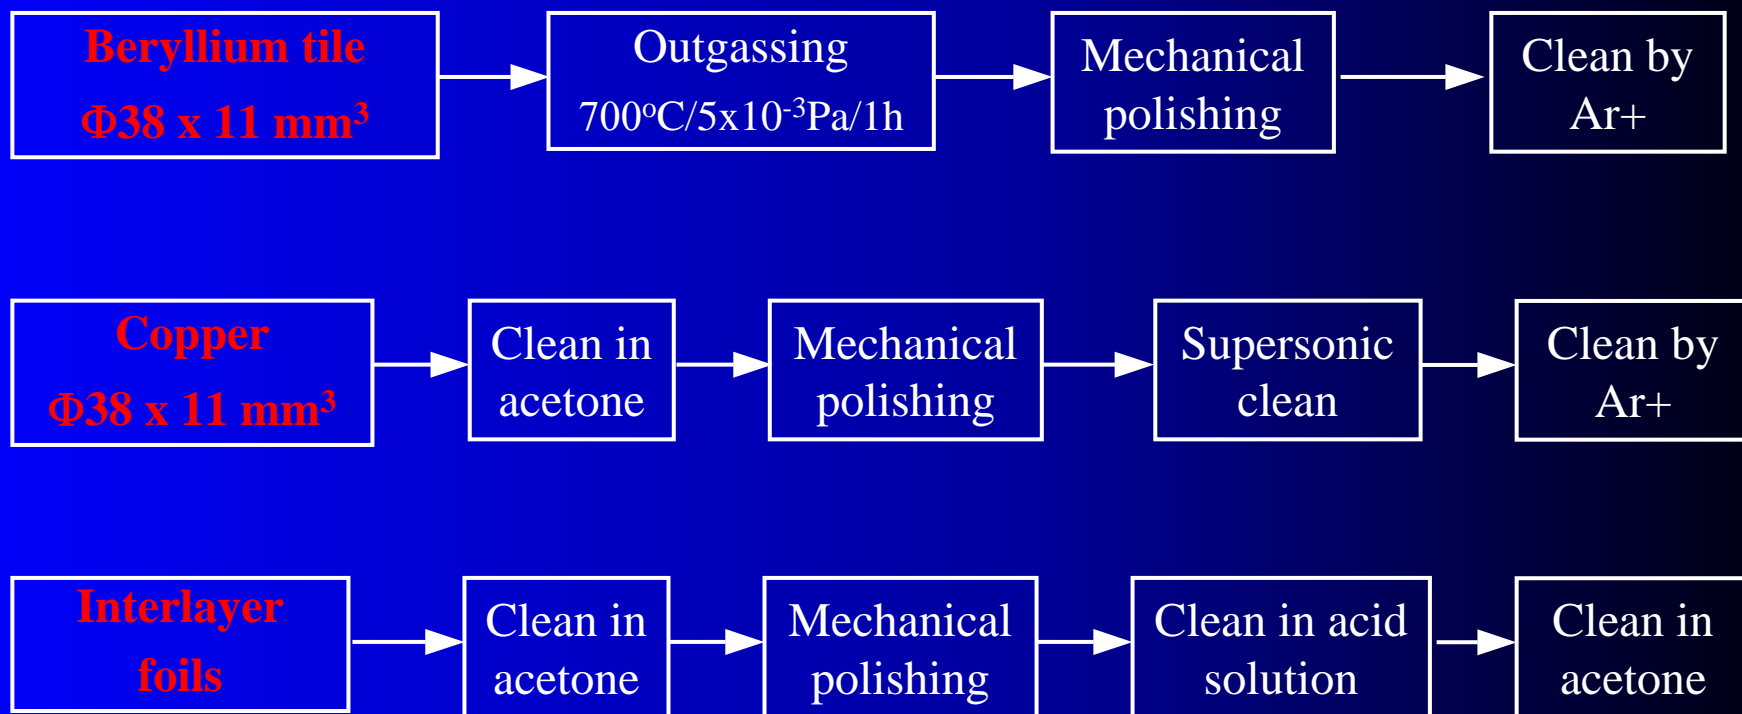 Beryllium tile
Φ38 x 11 mm³
Outgassing
700ºC/5x10⁻³Pa/1h
Mechanical
polishing
Clean by
Ar+
Copper
Φ38 x 11 mm³
Clean in
acetone
Mechanical
polishing
Supersonic
clean
Clean by
Ar+
Interlayer
foils
Clean in
acetone
Mechanical
polishing
Clean in acid
solution
Clean in
acetone